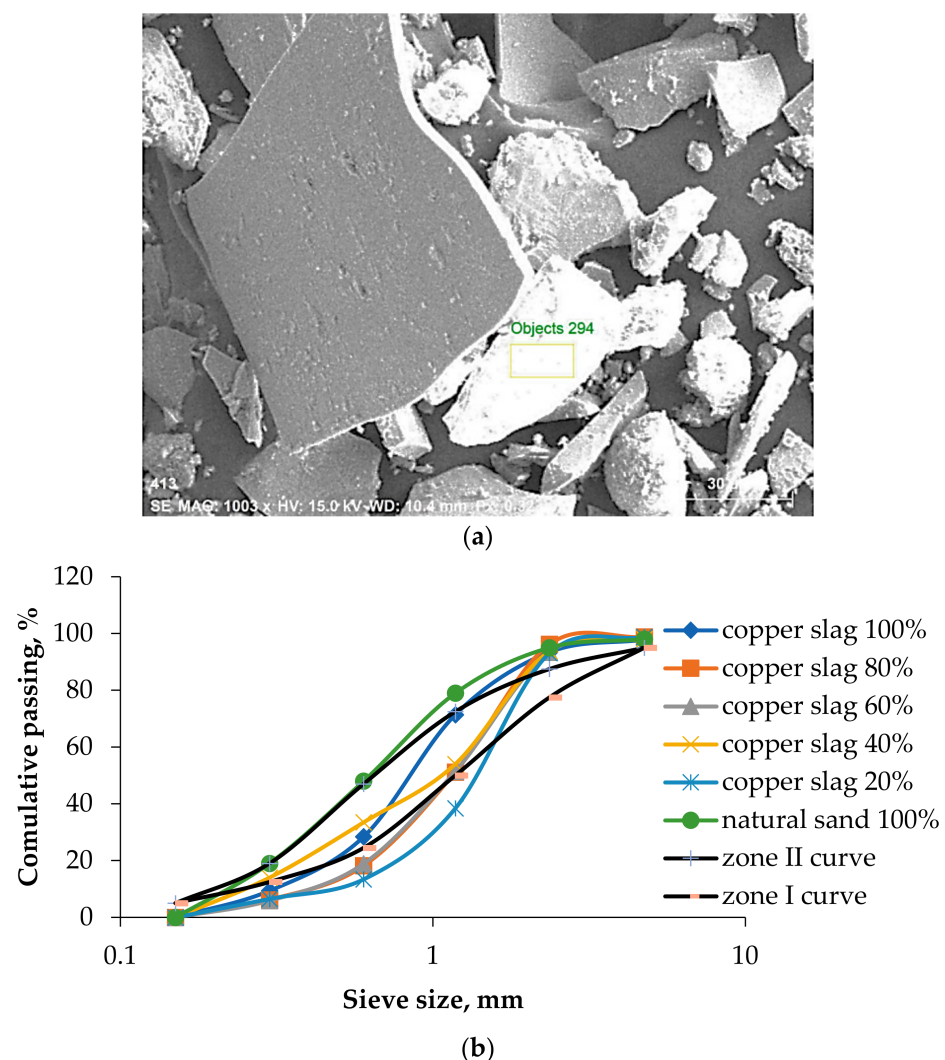 Objects 294
413
30
SE MAG: 1003 x HV: 15.0 kV WD: 10.4 mm
(a)
120
100
80
60
40
20
0
Comulative passing, %
0.1
1
10
Sieve size, mm
copper slag 100%
copper slag 80%
copper slag 60%
copper slag 40%
copper slag 20%
natural sand 100%
zone II curve
zone I curve
(b)